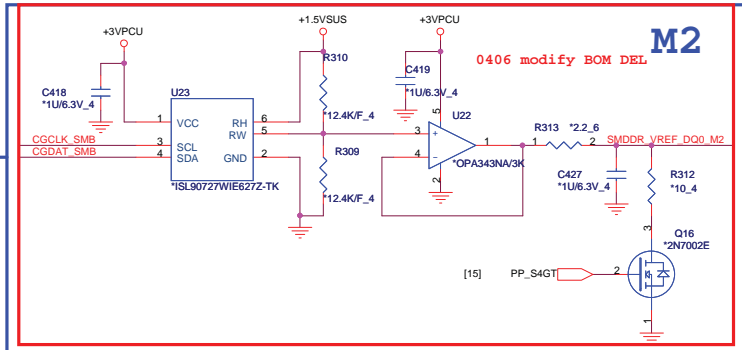 +3VPCU
+1.5VSUS
+3VPCU
M2
0406 modify BOM DEL
R310
C418
*1U/6.3V_4
U23
*12.4K/F_4
C419
*1U/6.3V_4
1 VCC
RH 6
RW 5
U22
5
3 +
1
4 -
2
*OPA343NA/3K
R313 *2.2_6
1 2
SMDDR_VREF_DQ0_M2
CGCLK_SMB 3 SCL
CGDAT_SMB 4 SDA
GND 2
*ISL90727WIE627Z-TK
R309
*12.4K/F_4
C427
*1U/6.3V_4
R312
*10_4
Q16
*2N7002E
3
[15] PP_S4GT 2
1